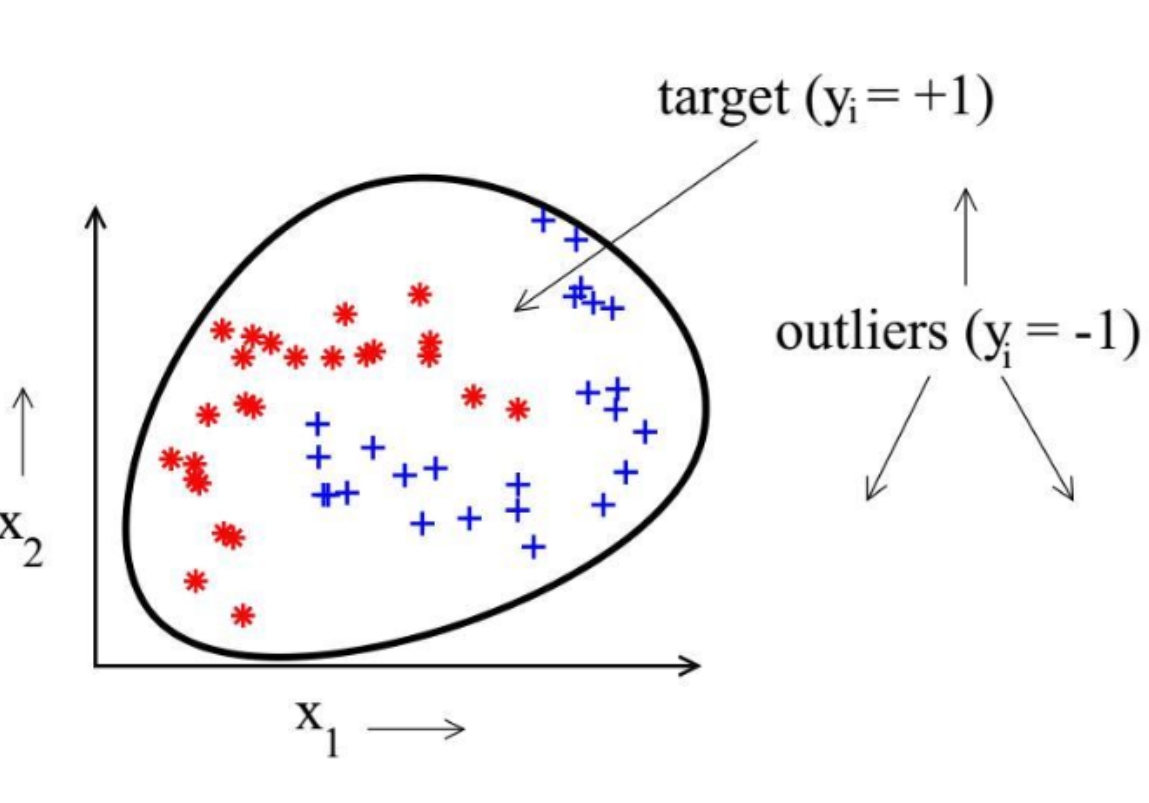 target (yᵢ = +1)
outliers (yᵢ = -1)
x₂
x₁